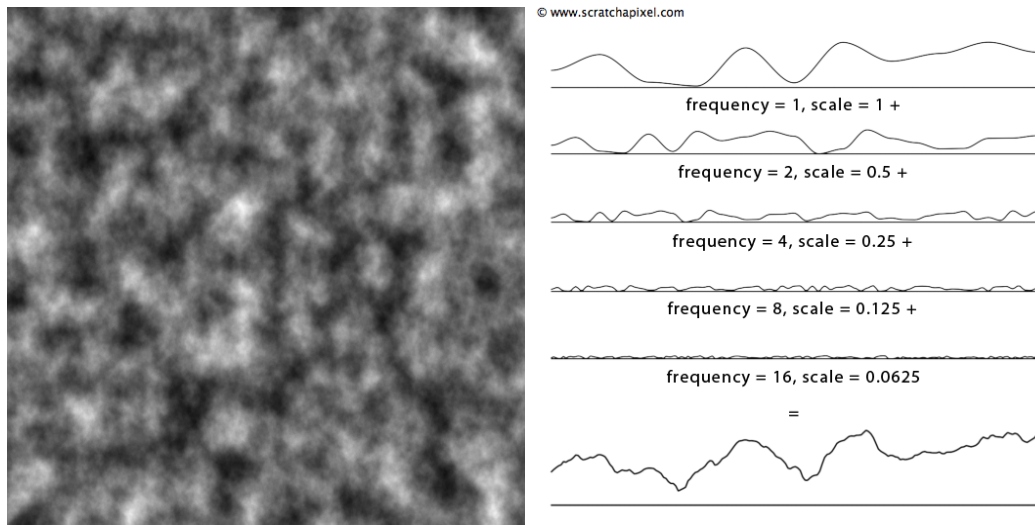 © www.scratchapixel.com
frequency = 1, scale = 1 +
frequency = 2, scale = 0.5 +
frequency = 4, scale = 0.25 +
frequency = 8, scale = 0.125 +
frequency = 16, scale = 0.0625
=